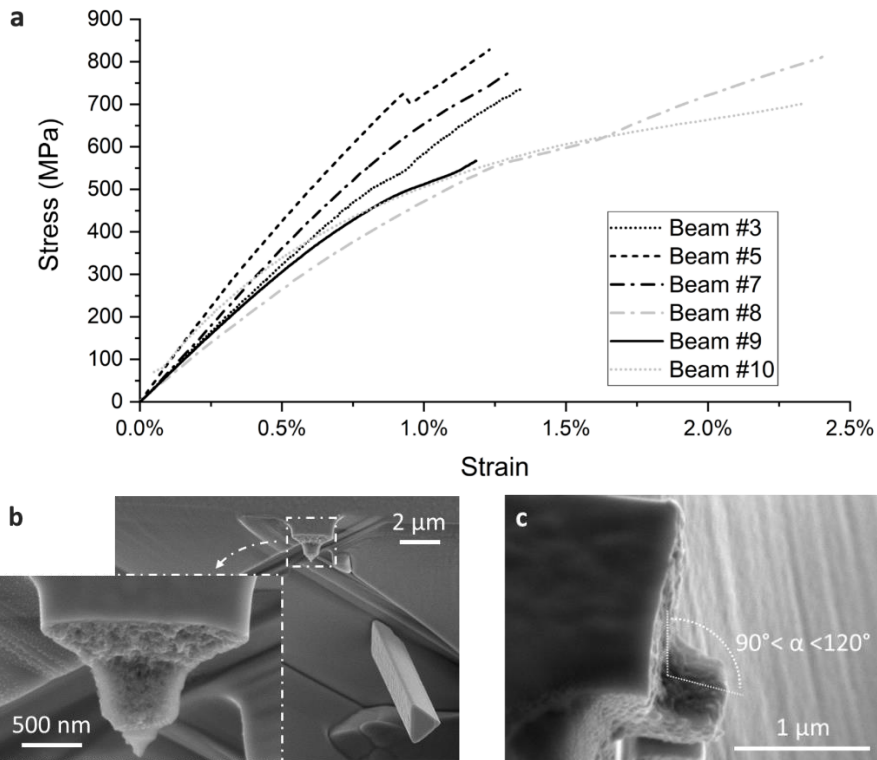 a
900
800
700
600
500
400
300
200
100
0
Stress (MPa)
0.0%
0.5%
1.0%
1.5%
2.0%
2.5%
Strain
Beam #3
Beam #5
Beam #7
Beam #8
Beam #9
Beam #10
b
2 µm
500 nm
c
90°< α <120°
1 µm